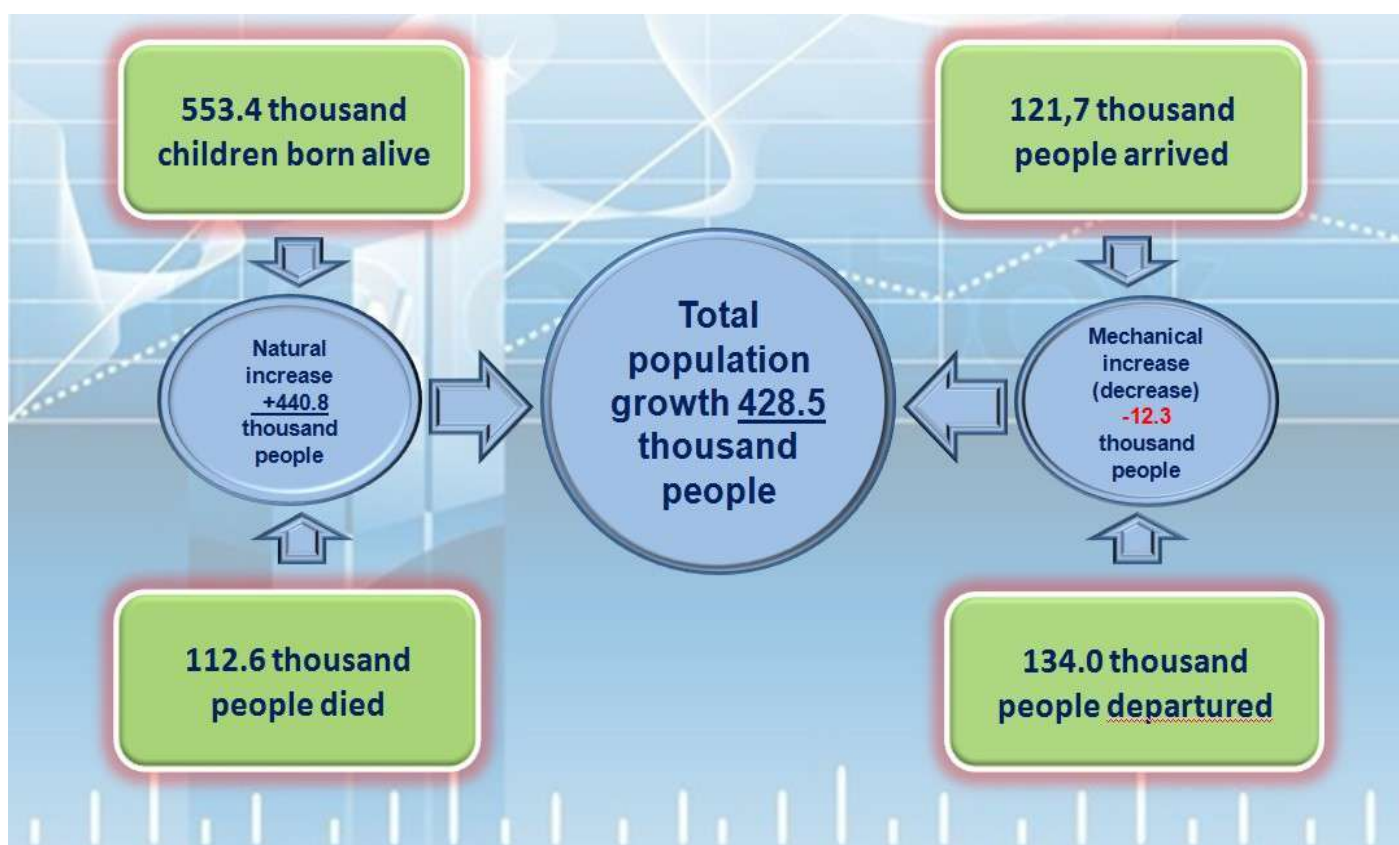 553.4 thousand
children born alive
121,7 thousand
people arrived
Natural
increase
+440.8
thousand
people
Total
population
growth 428.5
thousand
people
Mechanical
increase
(decrease)
-12.3
thousand
people
112.6 thousand
people died
134.0 thousand
people departured